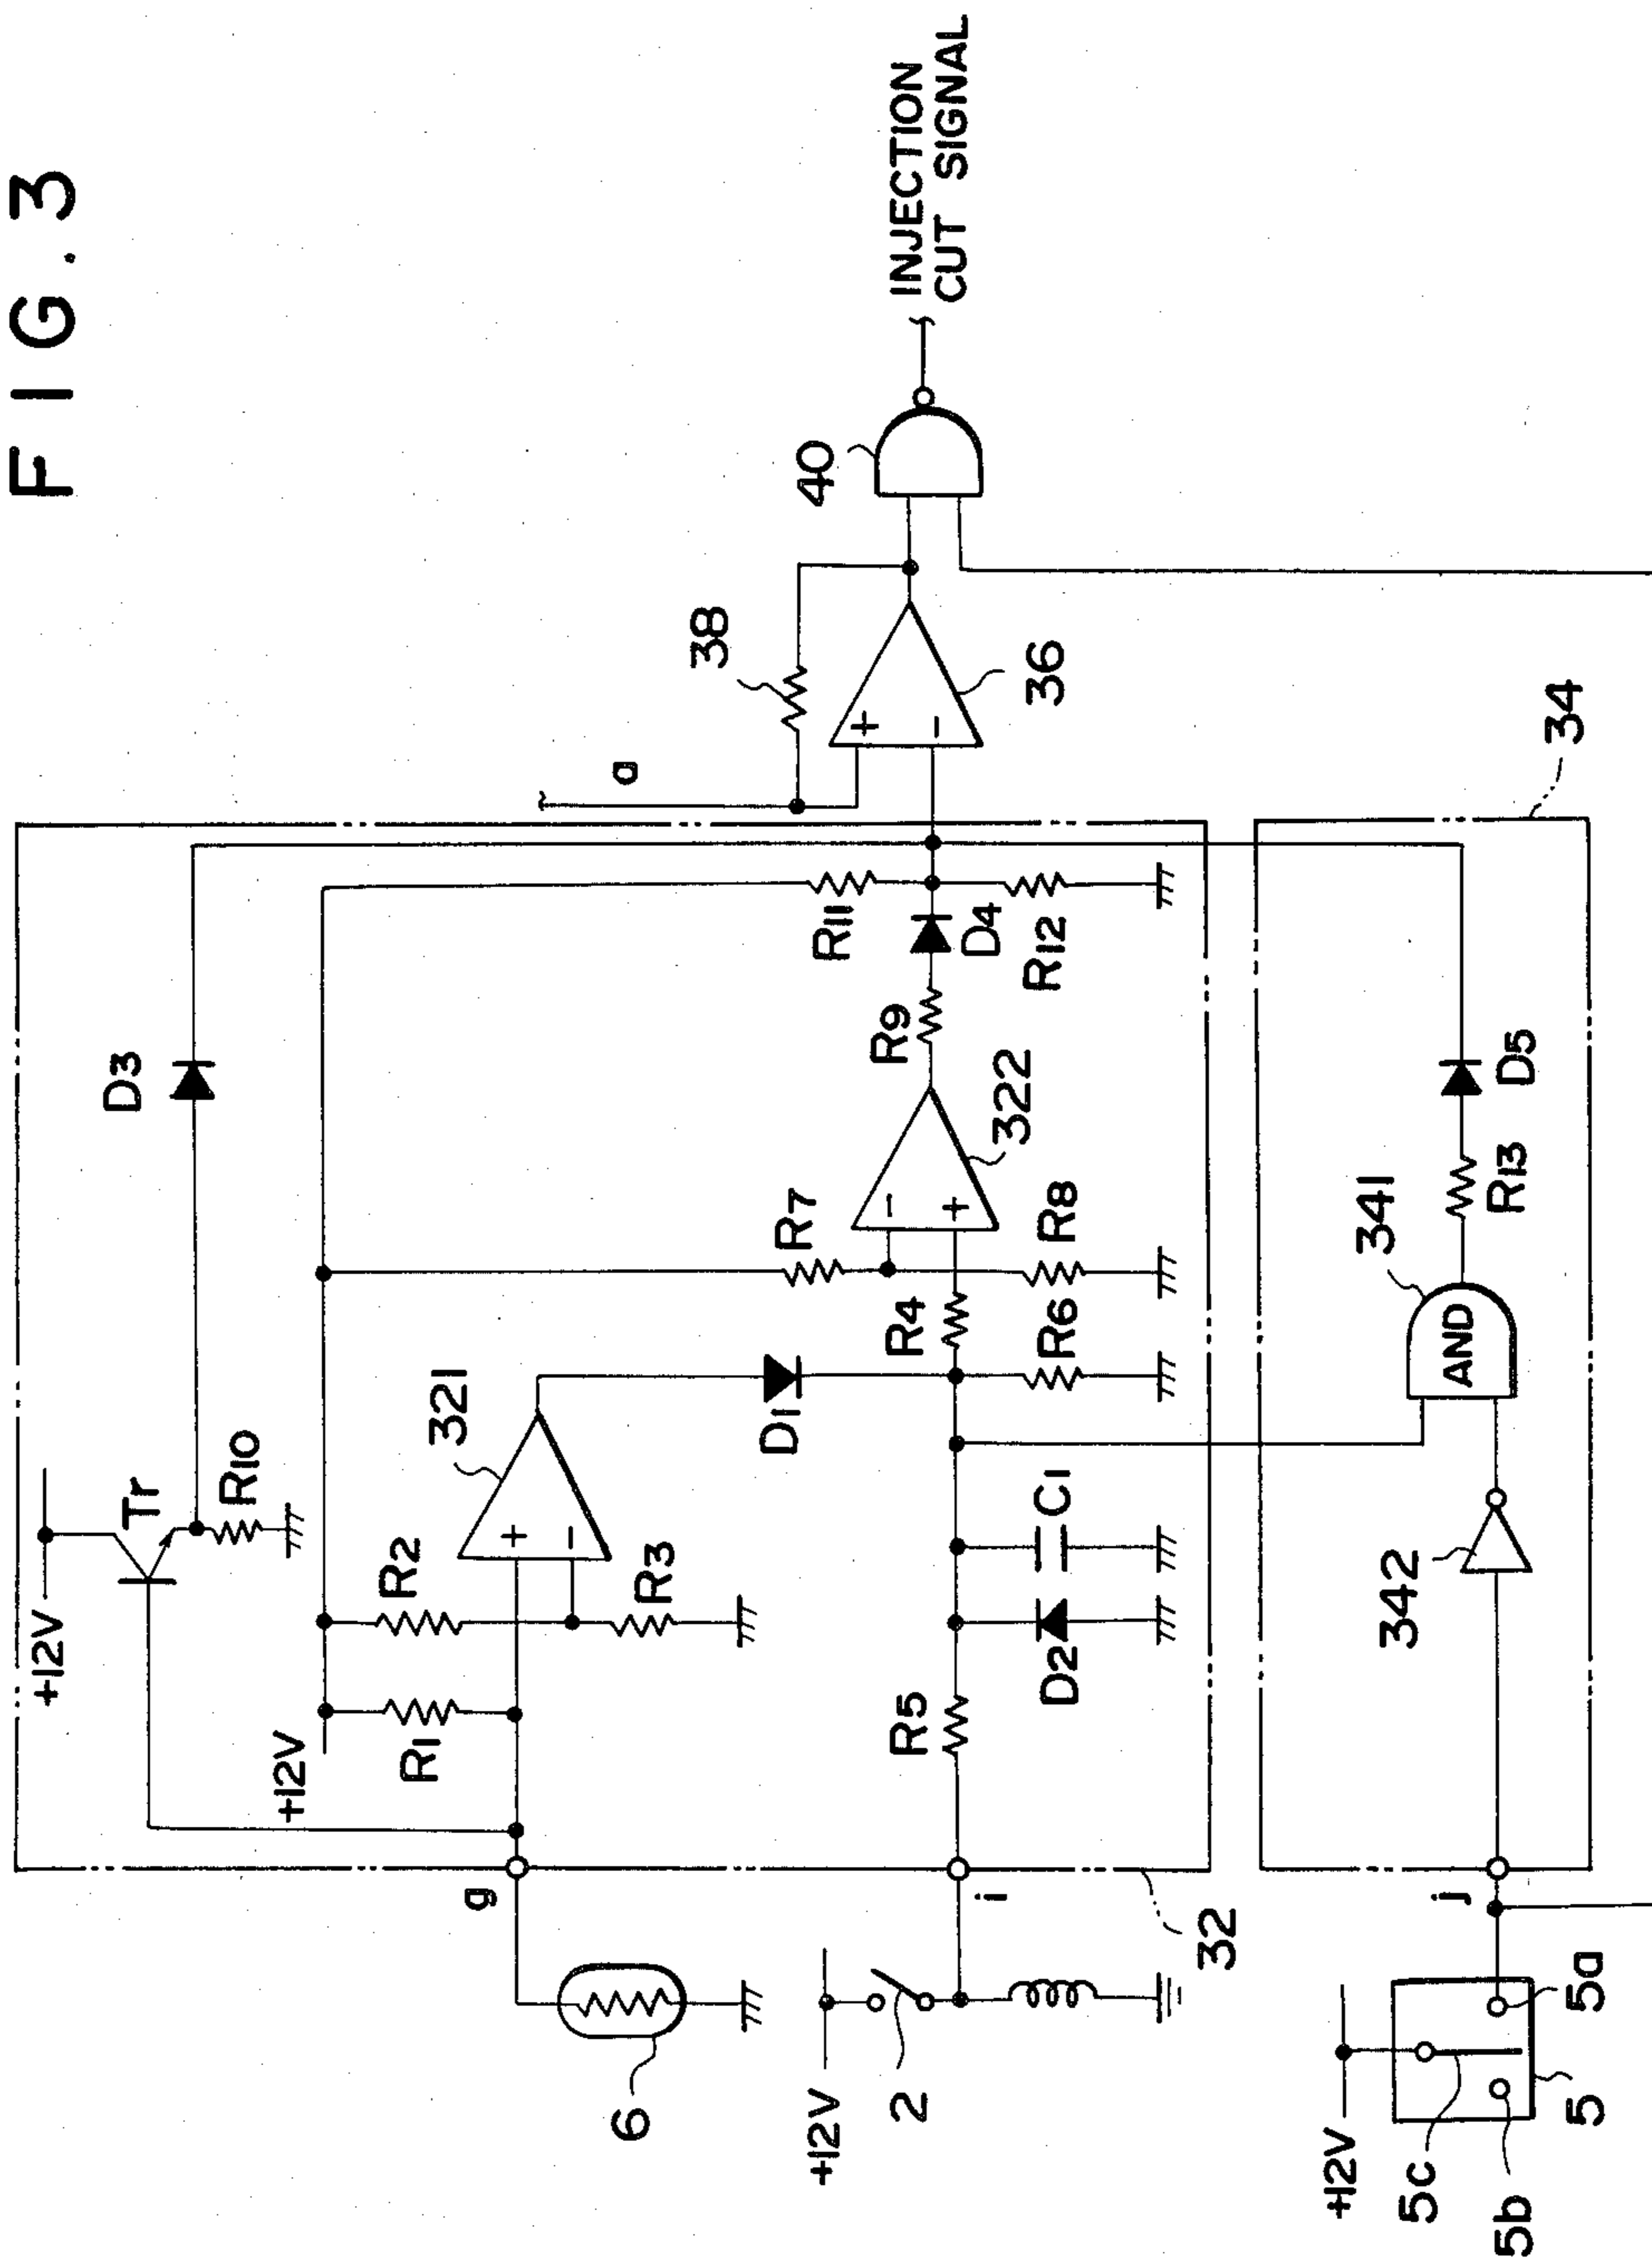 FIG. 3
+12V
Tr
R10
D3
+12V
R1
R2
R3
321
D1
g
6
a
38
36
40
INJECTION
CUT SIGNAL
R7
R8
322
R9
D4
R11
R12
R4
R6
R5
D2
C1
i
+12V
2
32
34
j
342
341
AND
R13
D5
+12V
5c
5b
5
5a